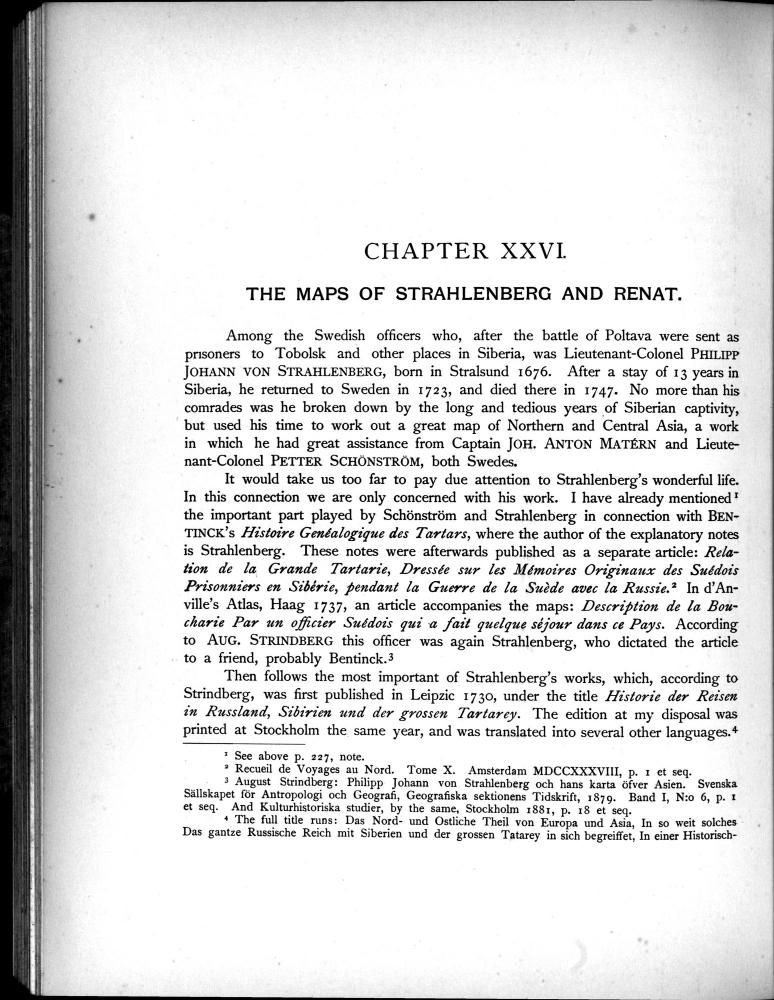 CHAPTER XXVI.
THE MAPS OF STRAHLENBERG AND RENAT.
Among the Swedish officers who, after the battle of Poltava were sent as
prisoners to Tobolsk and other places in Siberia, was Lieutenant-Colonel PHILIPP
JOHANN VON STRAHLENBERG, born in Stralsund 1676. After a stay of 13 years in
Siberia, he returned to Sweden in 1723, and died there in 1747. No more than his
comrades was he broken down by the long and tedious years of Siberian captivity,
but used his time to work out a great map of Northern and Central Asia, a work
in which he had great assistance from Captain JOH. ANTON MATÉRN and Lieute-
nant-Colonel PETTER SCHÖNSTRÖM, both Swedes.
It would take us too far to pay due attention to Strahlenberg's wonderful life.
In this connection we are only concerned with his work. I have already mentioned¹
the important part played by Schönström and Strahlenberg in connection with BEN-
TINCK's Histoire Genéalogique des Tartars, where the author of the explanatory notes
is Strahlenberg. These notes were afterwards published as a separate article: Rela-
tion de la Grande Tartarie, Dressée sur les Mémoires Originaux des Suédois
Prisonniers en Sibérie, pendant la Guerre de la Suède avec la Russie.² In d'An-
ville's Atlas, Haag 1737, an article accompanies the maps: Description de la Bou-
charie Par un officier Suédois qui a fait quelque séjour dans ce Pays. According
to AUG. STRINDBERG this officer was again Strahlenberg, who dictated the article
to a friend, probably Bentinck.³
Then follows the most important of Strahlenberg's works, which, according to
Strindberg, was first published in Leipzic 1730, under the title Historie der Reisen
in Russland, Sibirien und der grossen Tartarey. The edition at my disposal was
printed at Stockholm the same year, and was translated into several other languages.⁴
¹ See above p. 227, note.
² Recueil de Voyages au Nord. Tome X. Amsterdam MDCCXXXVIII, p. 1 et seq.
³ August Strindberg: Philipp Johann von Strahlenberg och hans karta öfver Asien. Svenska
Sällskapet för Antropologi och Geografi, Geografiska sektionens Tidskrift, 1879. Band I, N:o 6, p. 1
et seq. And Kulturhistoriska studier, by the same, Stockholm 1881, p. 18 et seq.
⁴ The full title runs: Das Nord- und Ostliche Theil von Europa und Asia, In so weit solches
Das gantze Russische Reich mit Siberien und der grossen Tatarey in sich begreiffet, In einer Historisch-